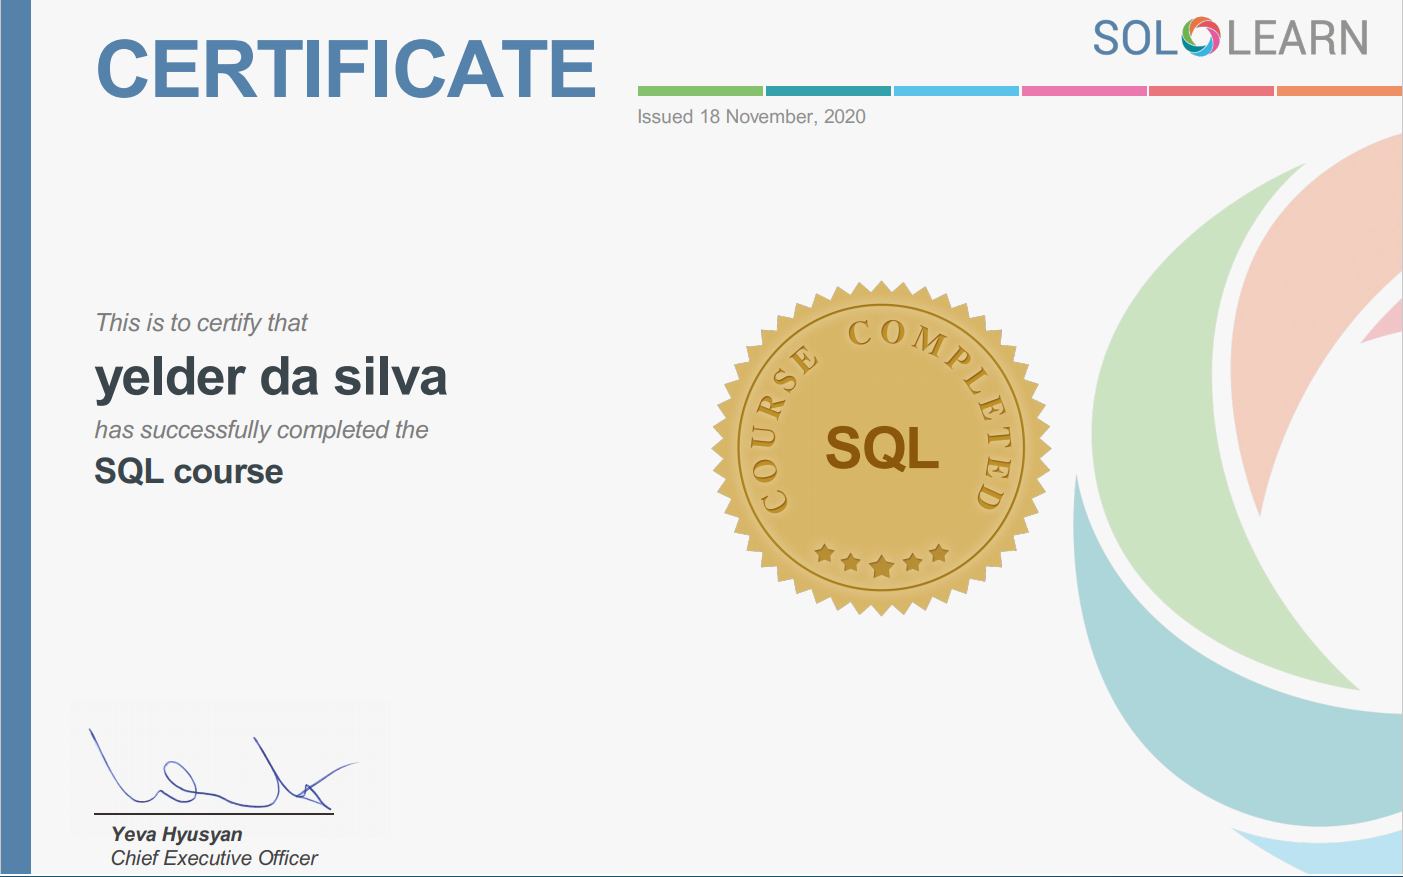 CERTIFICATE
SOLOLEARN
Issued 18 November, 2020
This is to certify that
yelder da silva
has successfully completed the
SQL course
COURSE COMPLETED
SQL
Yeva Hyusyan
Chief Executive Officer